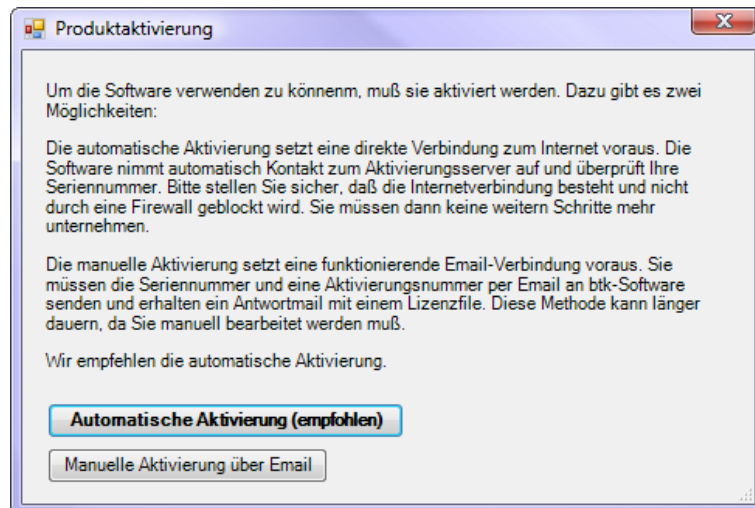 Produktaktivierung
Um die Software verwenden zu könnenm, muß sie aktiviert werden. Dazu gibt es zwei
Möglichkeiten:
Die automatische Aktivierung setzt eine direkte Verbindung zum Internet voraus. Die
Software nimmt automatisch Kontakt zum Aktivierungsserver auf und überprüft Ihre
Seriennummer. Bitte stellen Sie sicher, daß die Internetverbindung besteht und nicht
durch eine Firewall geblockt wird. Sie müssen dann keine weitern Schritte mehr
unternehmen.
Die manuelle Aktivierung setzt eine funktionierende Email-Verbindung voraus. Sie
müssen die Seriennummer und eine Aktivierungsnummer per Email an btk-Software
senden und erhalten ein Antwortmail mit einem Lizenzfile. Diese Methode kann länger
dauern, da Sie manuell bearbeitet werden muß.
Wir empfehlen die automatische Aktivierung.
Automatische Aktivierung (empfohlen)
Manuelle Aktivierung über Email